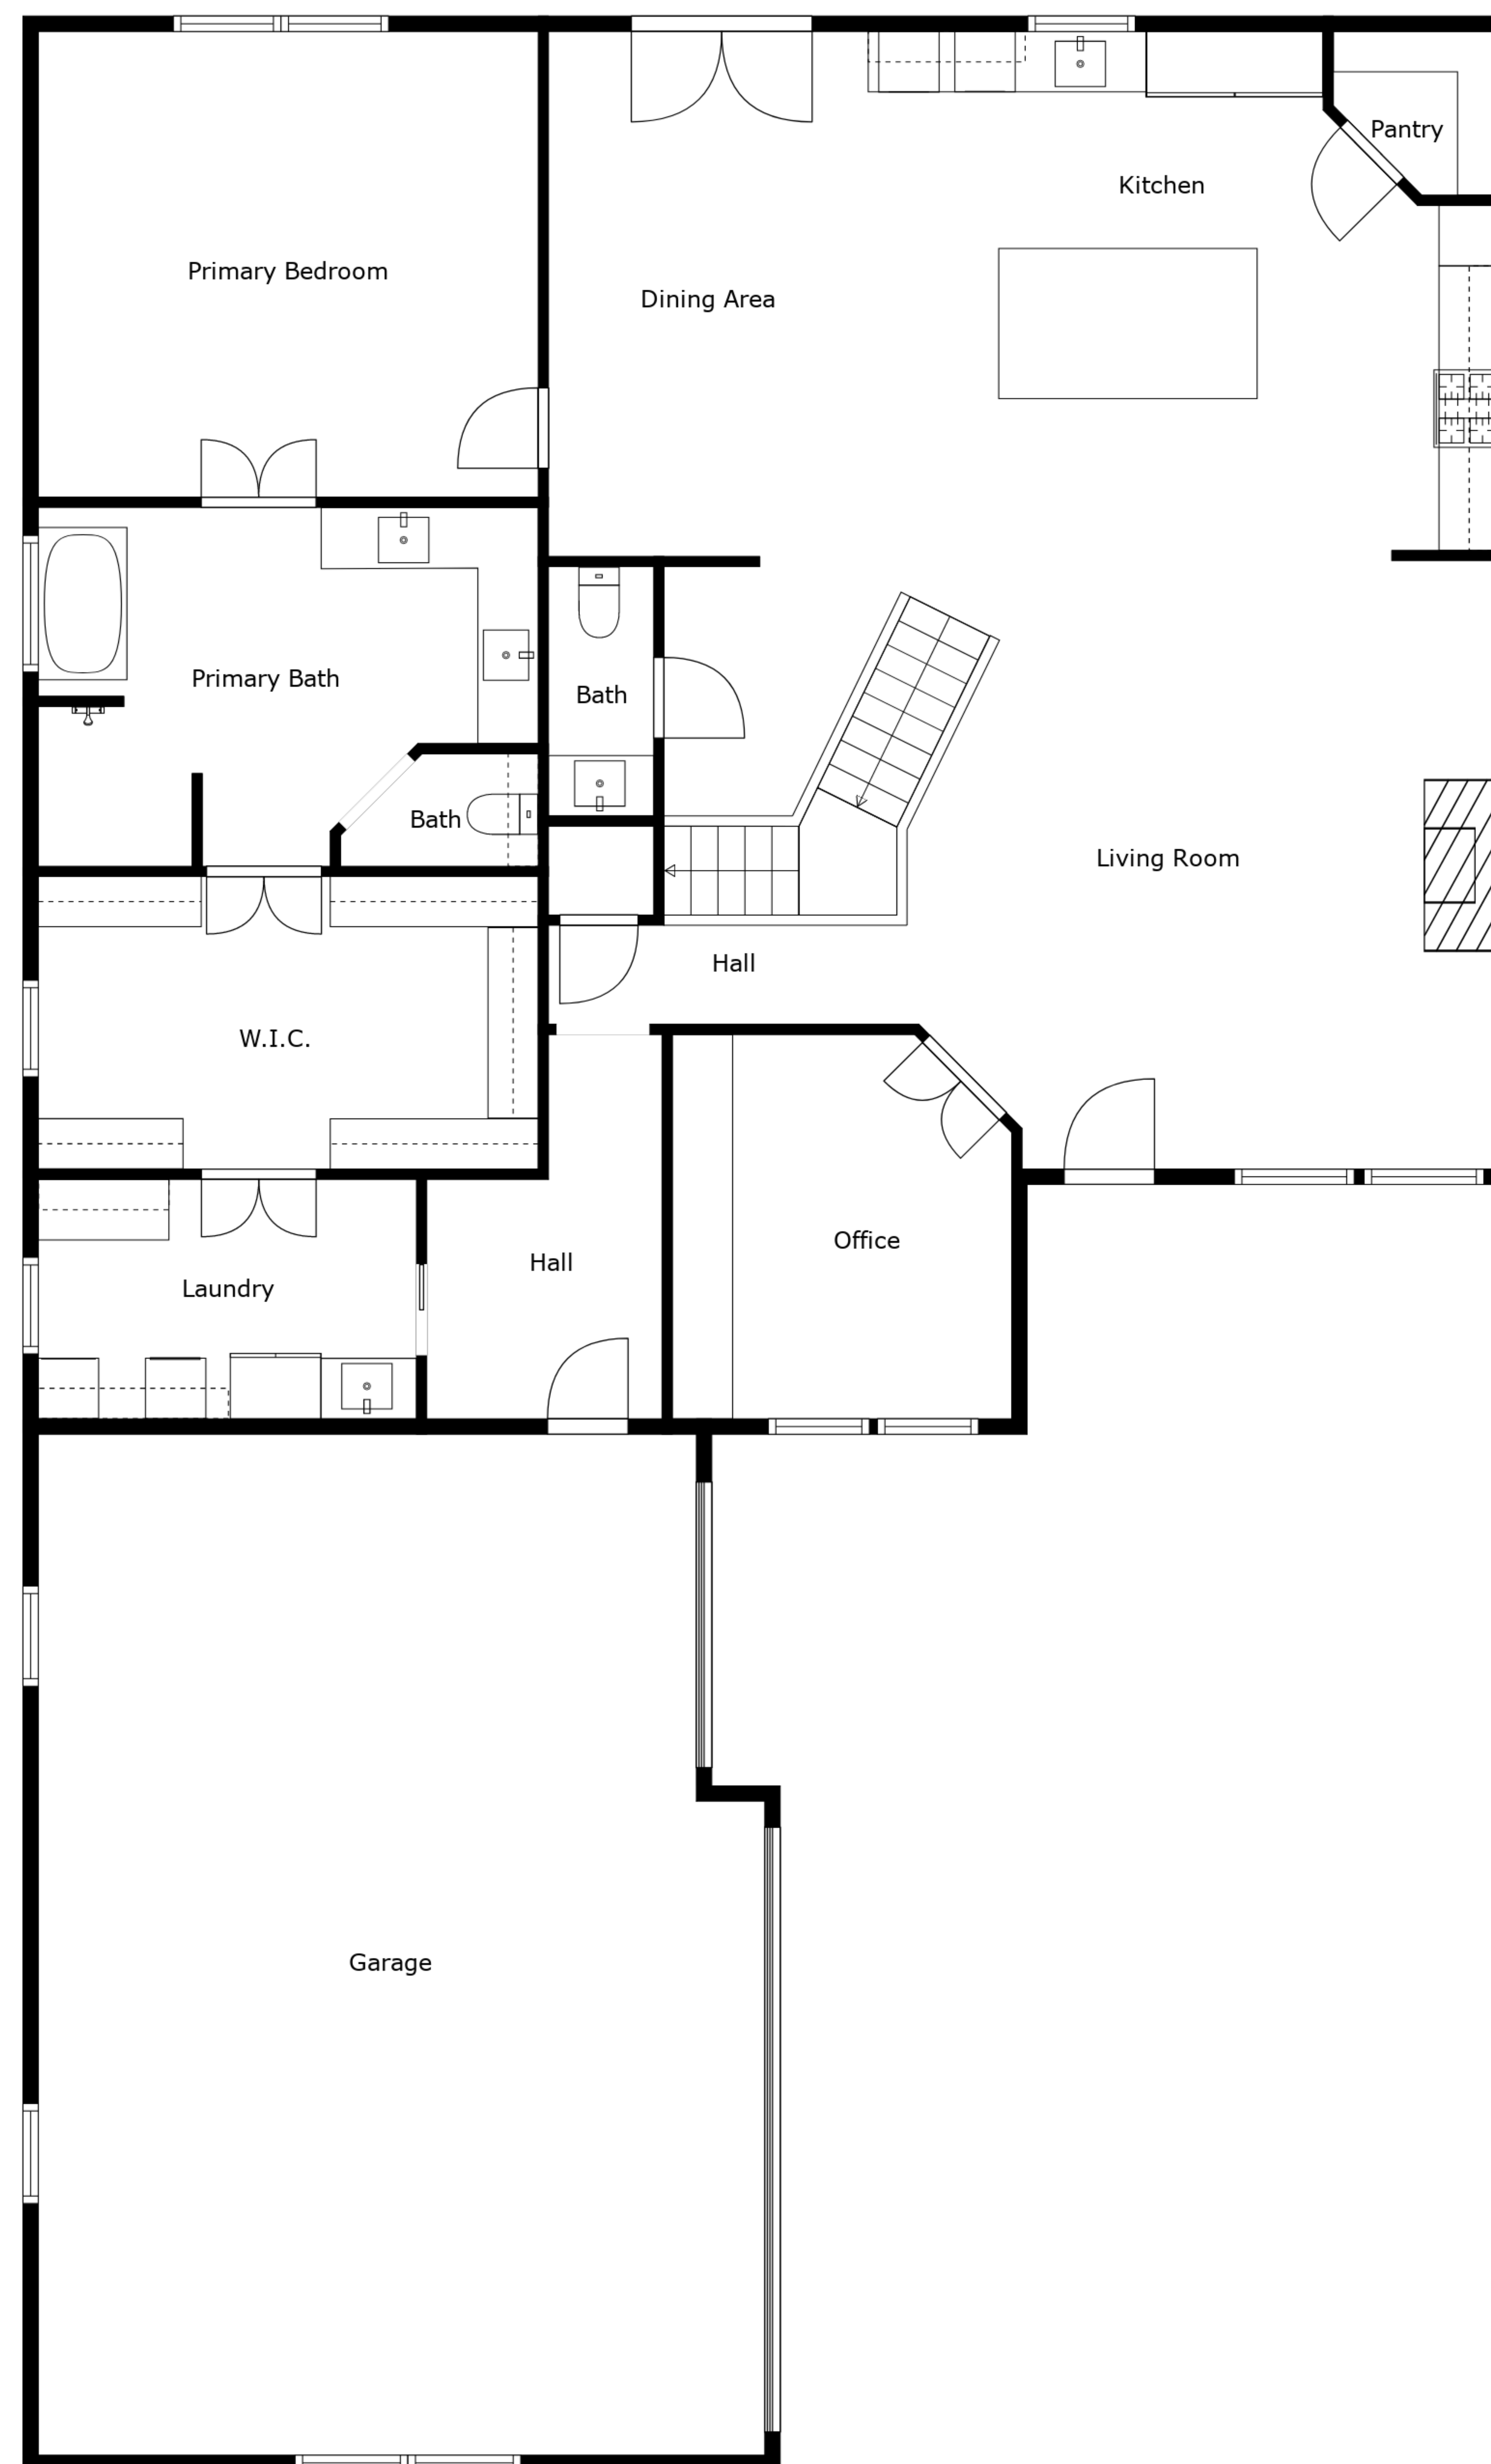 Pantry
Kitchen
Primary Bedroom
Dining Area
Primary Bath
Bath
Bath
Living Room
Hall
W.I.C.
Office
Hall
Laundry
Garage